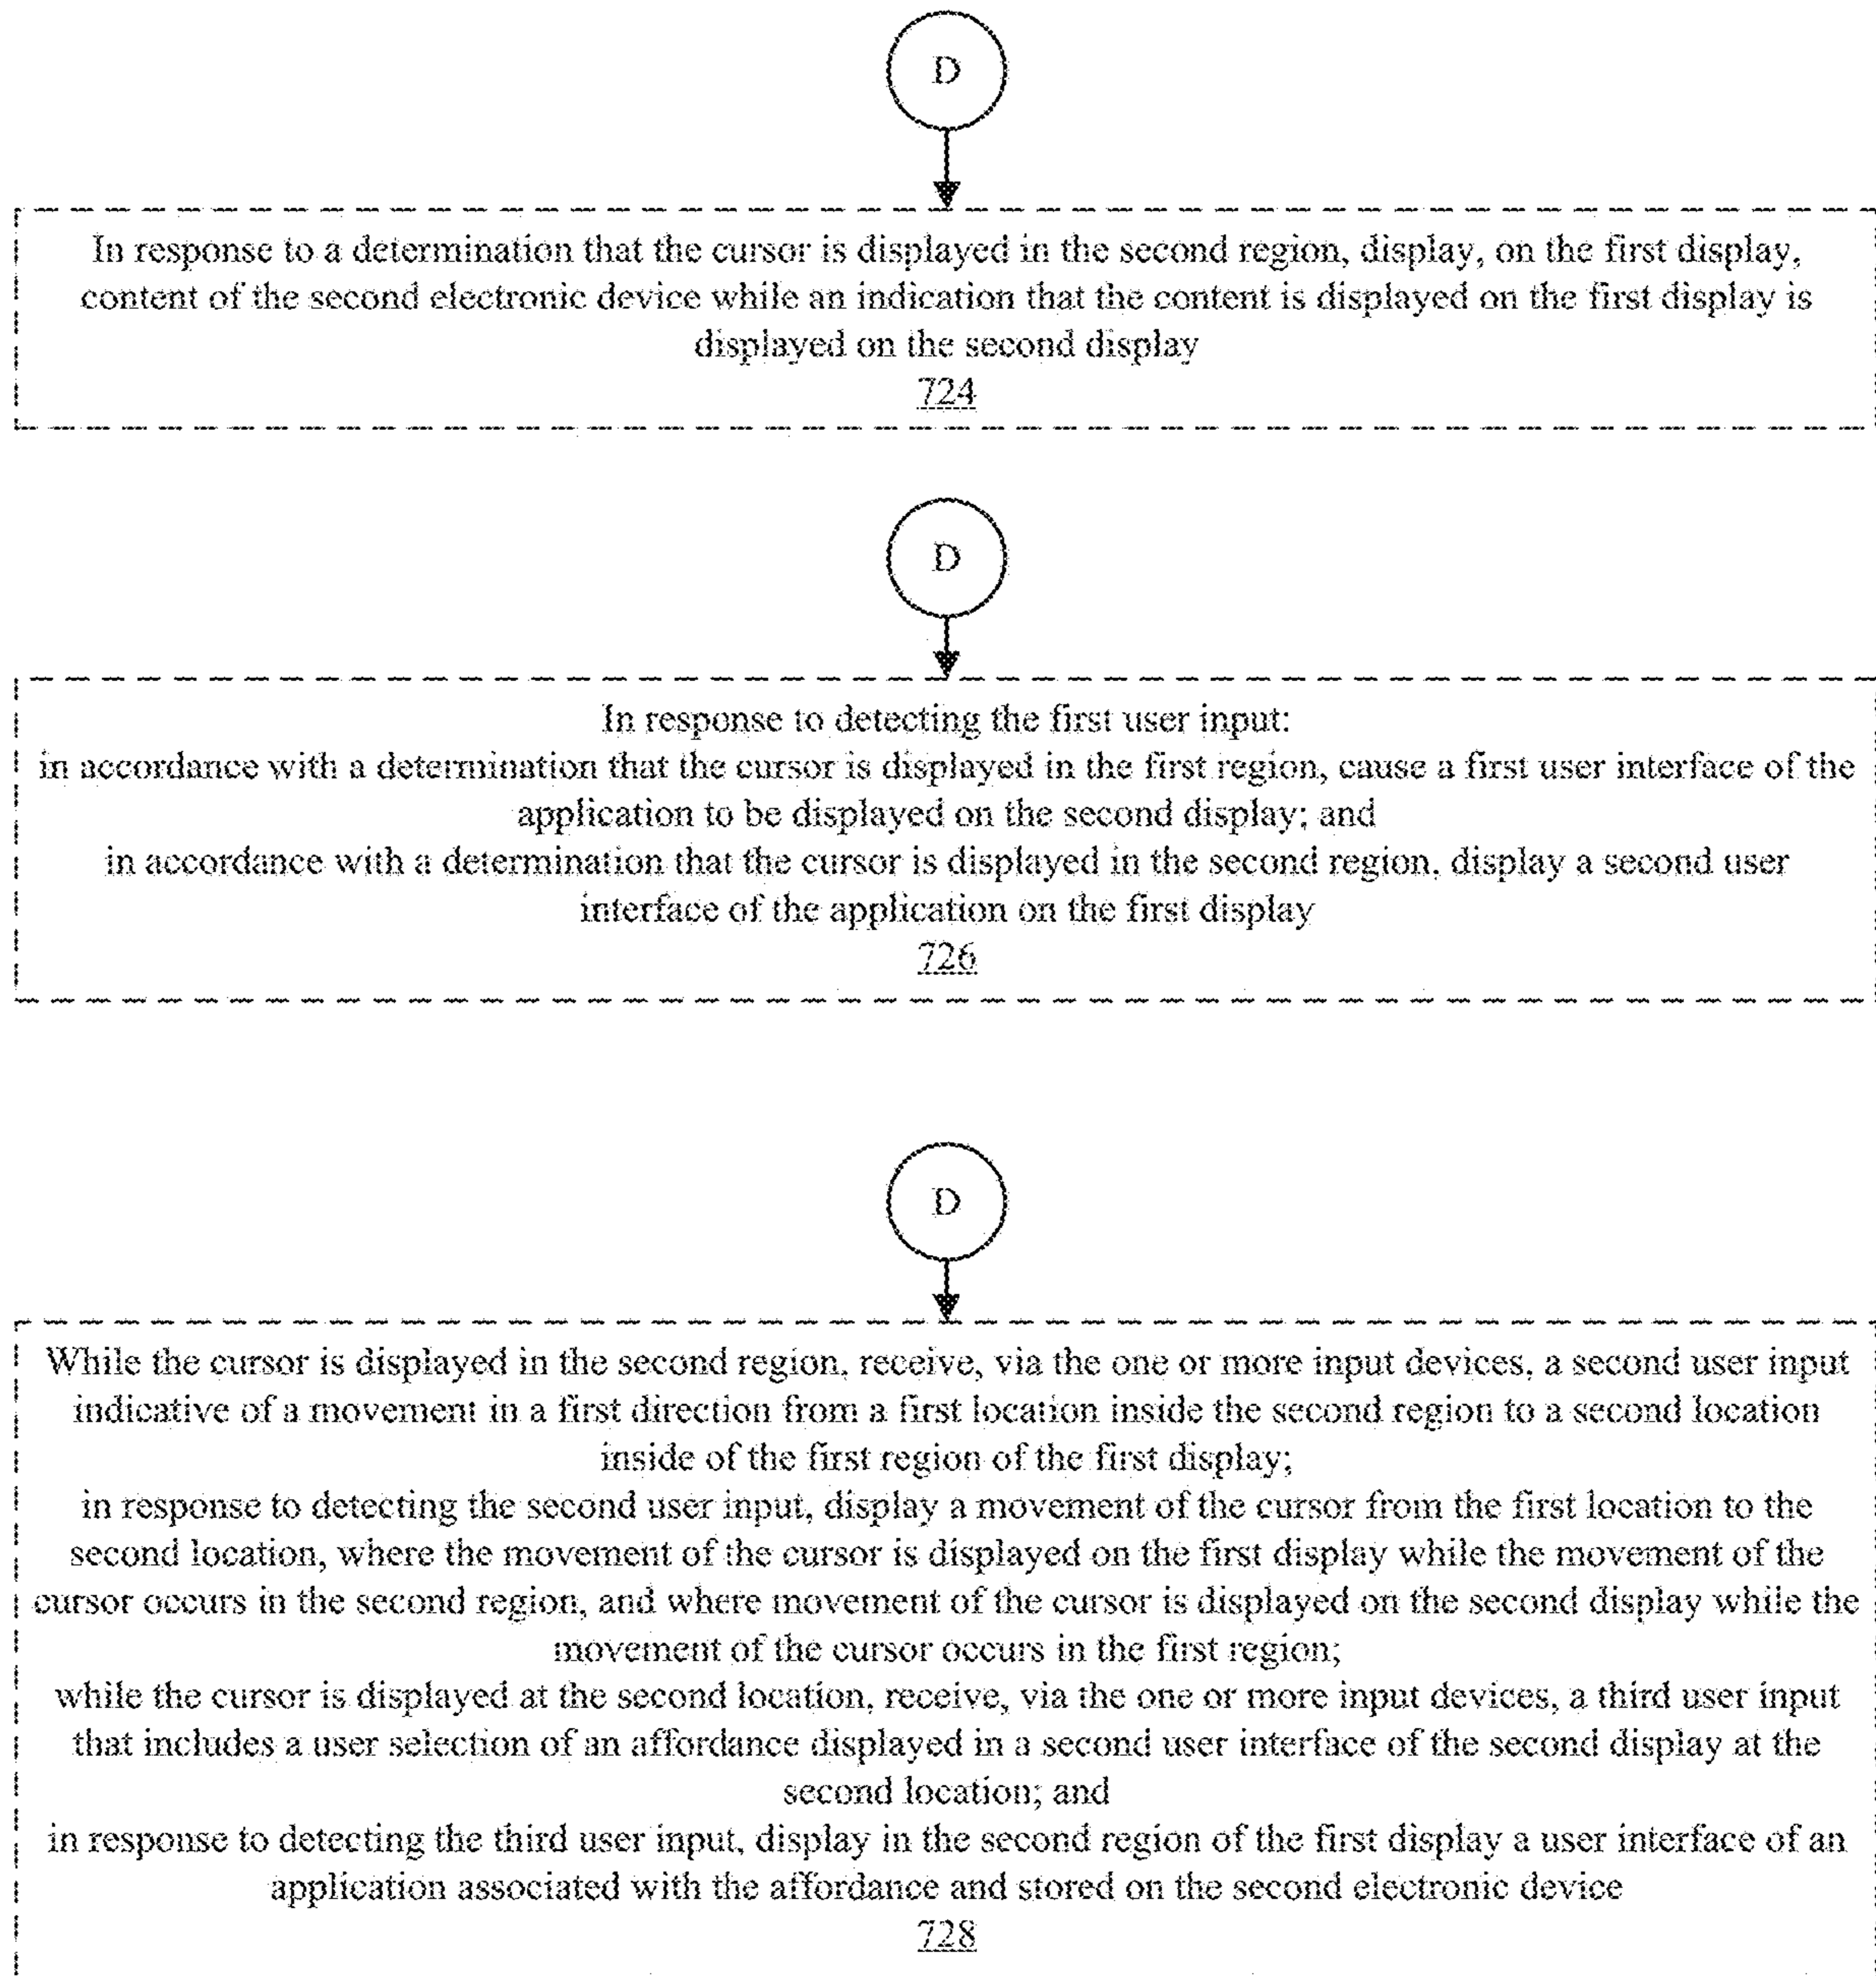 D
In response to a determination that the cursor is displayed in the second region, display, on the first display,
content of the second electronic device while an indication that the content is displayed on the first display is
displayed on the second display
724
D
In response to detecting the first user input:
in accordance with a determination that the cursor is displayed in the first region, cause a first user interface of the
application to be displayed on the second display; and
in accordance with a determination that the cursor is displayed in the second region, display a second user
interface of the application on the first display
726
D
While the cursor is displayed in the second region, receive, via the one or more input devices, a second user input
indicative of a movement in a first direction from a first location inside the second region to a second location
inside of the first region of the first display;
in response to detecting the second user input, display a movement of the cursor from the first location to the
second location, where the movement of the cursor is displayed on the first display while the movement of the
cursor occurs in the second region, and where movement of the cursor is displayed on the second display while the
movement of the cursor occurs in the first region;
while the cursor is displayed at the second location, receive, via the one or more input devices, a third user input
that includes a user selection of an affordance displayed in a second user interface of the second display at the
second location; and
in response to detecting the third user input, display in the second region of the first display a user interface of an
application associated with the affordance and stored on the second electronic device
728